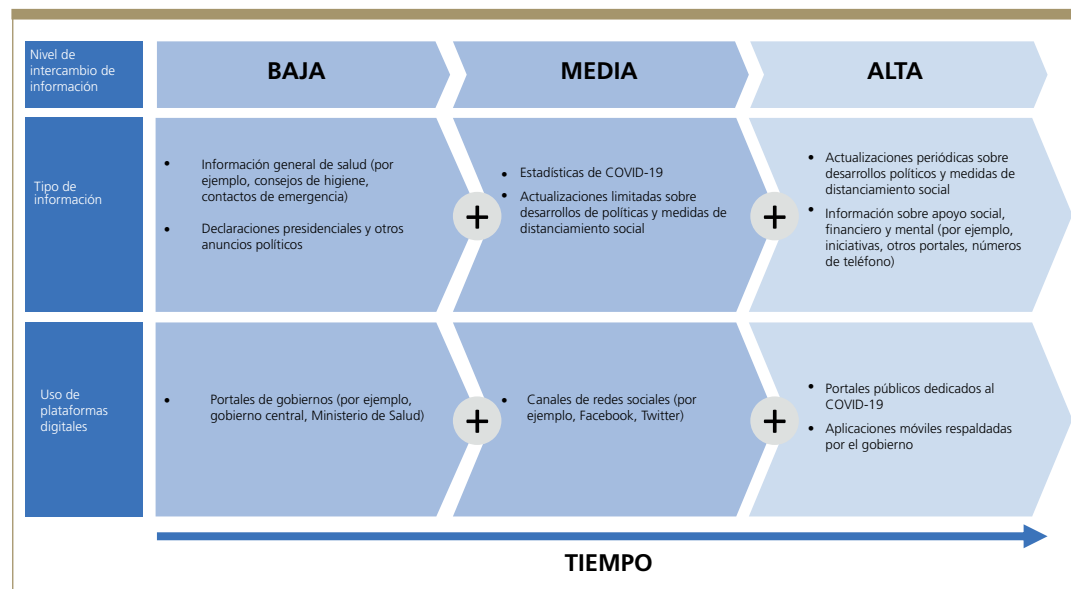 Nivel de
intercambio de
información
BAJA
MEDIA
ALTA
Tipo de
información
• Información general de salud (por
ejemplo, consejos de higiene,
contactos de emergencia)
• Declaraciones presidenciales y otros
anuncios políticos
+
• Estadísticas de COVID-19
• Actualizaciones limitadas sobre
desarrollos de políticas y medidas de
distanciamiento social
+
• Actualizaciones periódicas sobre
desarrollos políticos y medidas de
distanciamiento social
• Información sobre apoyo social,
financiero y mental (por ejemplo,
iniciativas, otros portales, números
de teléfono)
Uso de
plataformas
digitales
• Portales de gobiernos (por ejemplo,
gobierno central, Ministerio de Salud)
+
• Canales de redes sociales (por
ejemplo, Facebook, Twitter)
+
• Portales públicos dedicados al
COVID-19
• Aplicaciones móviles respaldadas
por el gobierno
TIEMPO